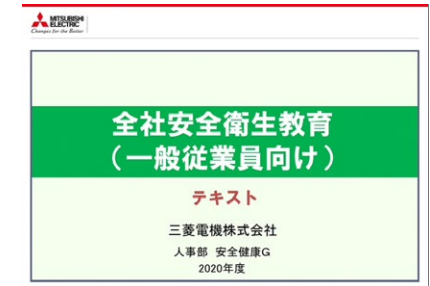 MITSUBISHI
ELECTRIC
Changes for the Better
全社安全衛生教育
（一般従業員向け）
テキスト
三菱電機株式会社
人事部 安全健康G
2020年度